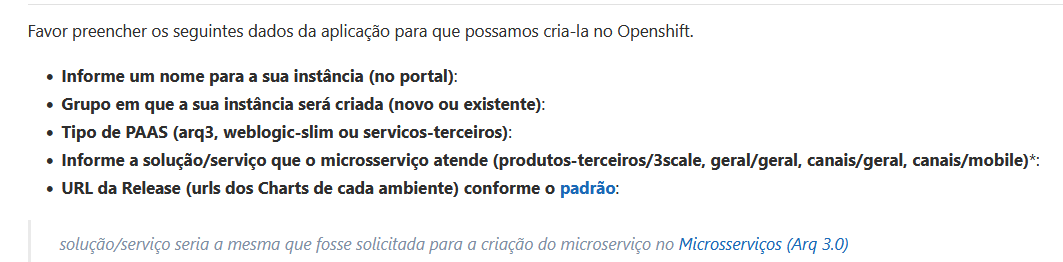 Favor preencher os seguintes dados da aplicação para que possamos cria-la no Openshift.
• Informe um nome para a sua instância (no portal):
• Grupo em que a sua instância será criada (novo ou existente):
• Tipo de PAAS (arq3, weblogic-slim ou servicos-terceiros):
• Informe a solução/serviço que o microsserviço atende (produtos-terceiros/3scale, geral/geral, canais/geral, canais/mobile)*:
• URL da Release (urls dos Charts de cada ambiente) conforme o padrão:
solução/serviço seria a mesma que fosse solicitada para a criação do microserviço no Microsserviços (Arq 3.0)